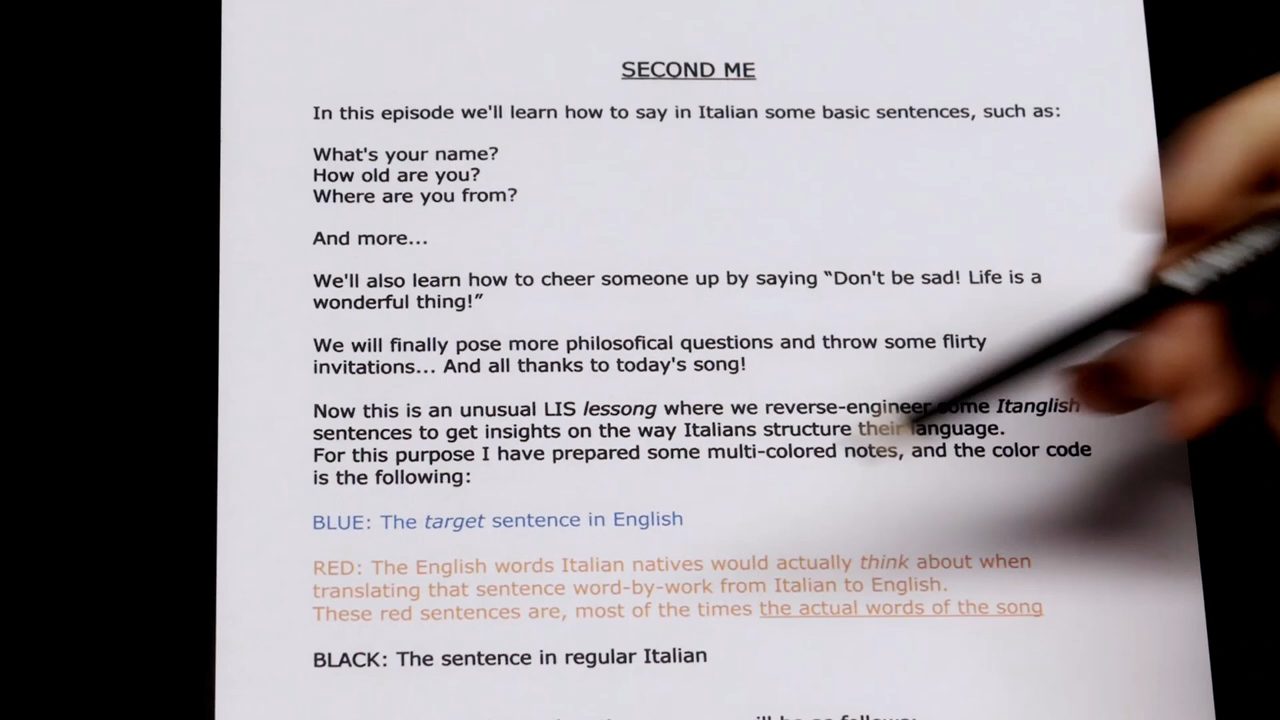 SECOND ME
In this episode we'll learn how to say in Italian some basic sentences, such as:
What's your name?
How old are you?
Where are you from?
And more...
We'll also learn how to cheer someone up by saying “Don't be sad! Life is a
wonderful thing!”
We will finally pose more philosofical questions and throw some flirty
invitations... And all thanks to today's song!
Now this is an unusual LIS lessong where we reverse-engineer some Itanglish
sentences to get insights on the way Italians structure their language.
For this purpose I have prepared some multi-colored notes, and the color code
is the following:
BLUE: The target sentence in English
RED: The English words Italian natives would actually think about when
translating that sentence word-by-work from Italian to English.
These red sentences are, most of the times the actual words of the song
BLACK: The sentence in regular Italian
will be as follows: